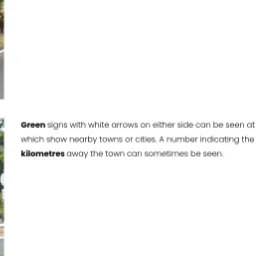 Green signs with white arrows on either side can be seen at
which show nearby towns or cities. A number indicating the
kilometres away the town can sometimes be seen.